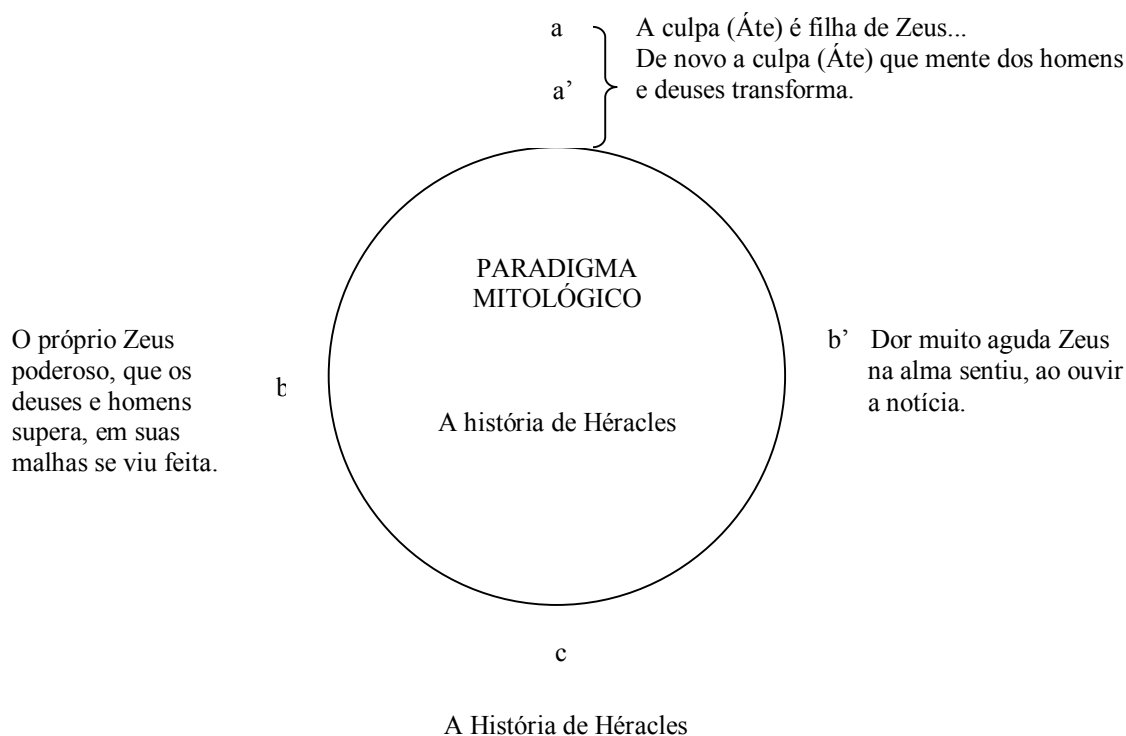 a
A culpa (Áte) é filha de Zeus...
De novo a culpa (Áte) que mente dos homens
a’
e deuses transforma.
PARADIGMA
MITOLÓGICO
O próprio Zeus
poderoso, que os
deuses e homens
supera, em suas
malhas se viu feita.
b
A história de Héracles
b’
Dor muito aguda Zeus
na alma sentiu, ao ouvir
a notícia.
c
A História de Héracles